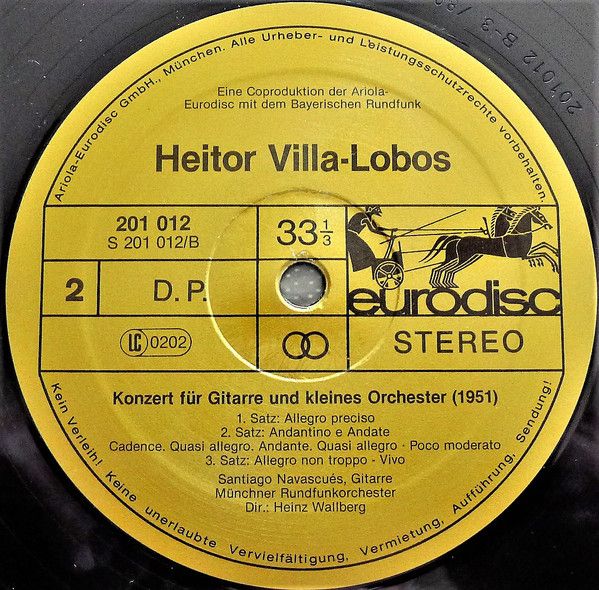 Ariola-Eurodisc GmbH., München. Alle Urheber- und Leistungsschutzrechte vorbehalten.
201012 B-3
Eine Coproduktion der Ariola-
Eurodisc mit dem Bayerischen Rundfunk
Heitor Villa-Lobos
201 012
S 201 012/B
33 1/3
2
D. P.
eurodisc
LC 0202
STEREO
Konzert für Gitarre und kleines Orchester (1951)
1. Satz: Allegro preciso
2. Satz: Andantino e Andate
Cadence. Quasi allegro. Andante. Quasi allegro · Poco moderato
3. Satz: Allegro non troppo - Vivo
Santiago Navascués, Gitarre
Münchner Rundfunkorchester
Dir.: Heinz Wallberg
Kein Verleih! Keine unerlaubte Vervielfältigung, Vermietung, Aufführung, Sendung!